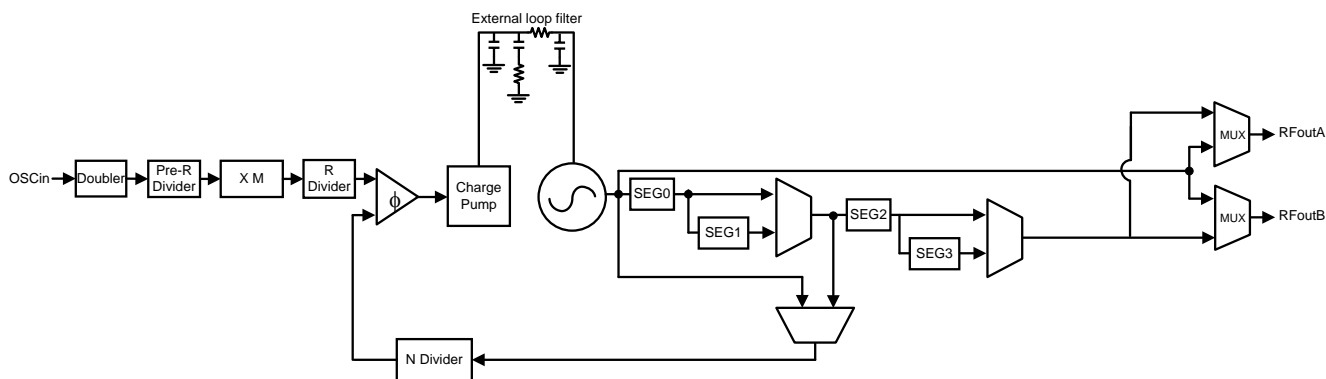 External loop filter
OSCin
Doubler
Pre-R
Divider
X M
R
Divider
ϕ
Charge
Pump
SEG0
SEG1
SEG2
SEG3
MUX
RFoutA
MUX
RFoutB
N Divider